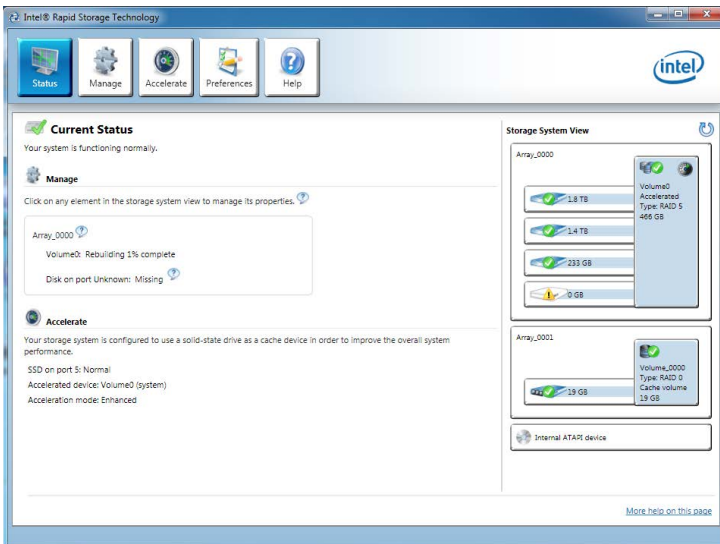 Intel® Rapid Storage Technology
Status
Manage
Accelerate
Preferences
Help
intel
Current Status
Your system is functioning normally.
Manage
Click on any element in the storage system view to manage its properties.
Array_0000
Volume0: Rebuilding 1% complete
Disk on port Unknown: Missing
Accelerate
Your storage system is configured to use a solid-state drive as a cache device in order to improve the overall system
performance.
SSD on port 5: Normal
Accelerated device: Volume0 (system)
Acceleration mode: Enhanced
Storage System View
Array_0000
1.8 TB
1.4 TB
233 GB
0 GB
Volume0
Accelerated
Type: RAID 5
466 GB
Array_0001
19 GB
Volume_0000
Type: RAID 0
Cache volume
19 GB
Internal ATAPI device
More help on this page